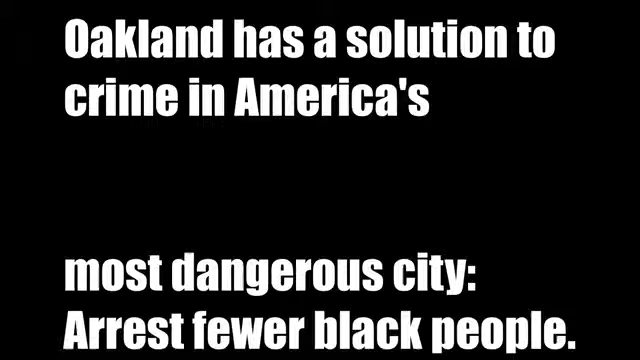 Oakland has a solution to
crime in America's
most dangerous city:
Arrest fewer black people.